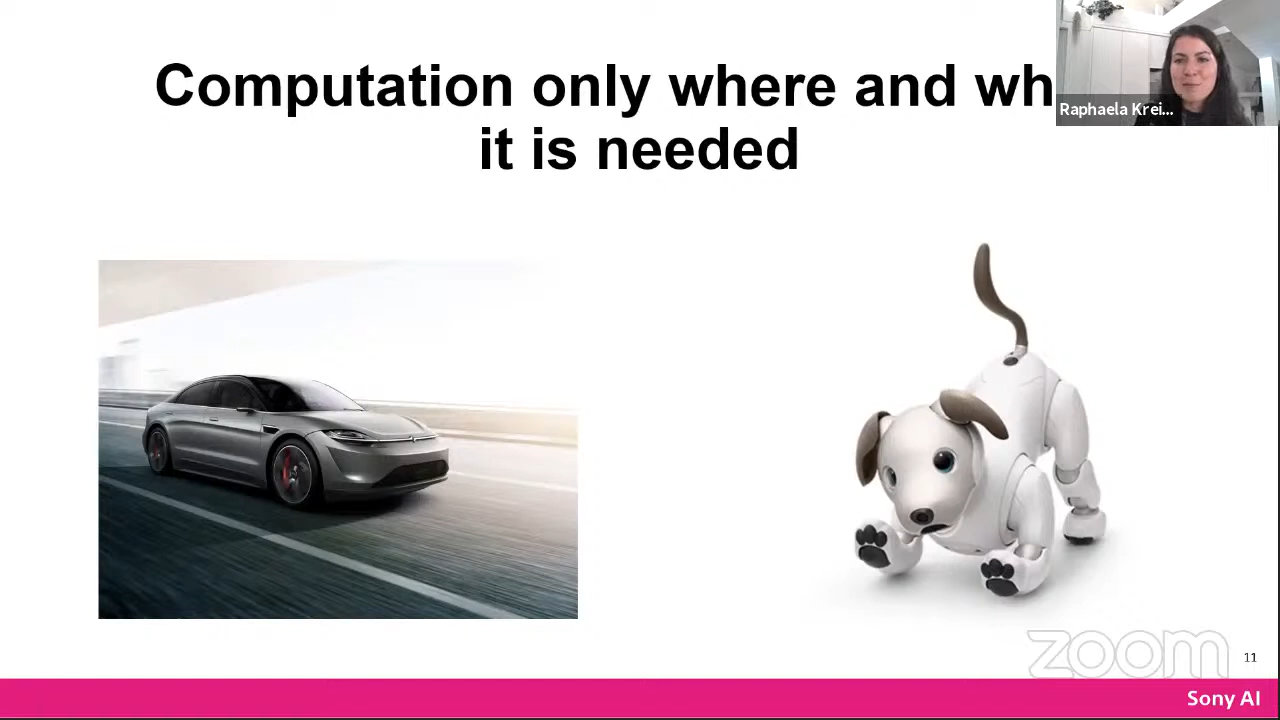 Computation only where and wh
it is needed
Raphaela Krei...
zoom
11
Sony AI